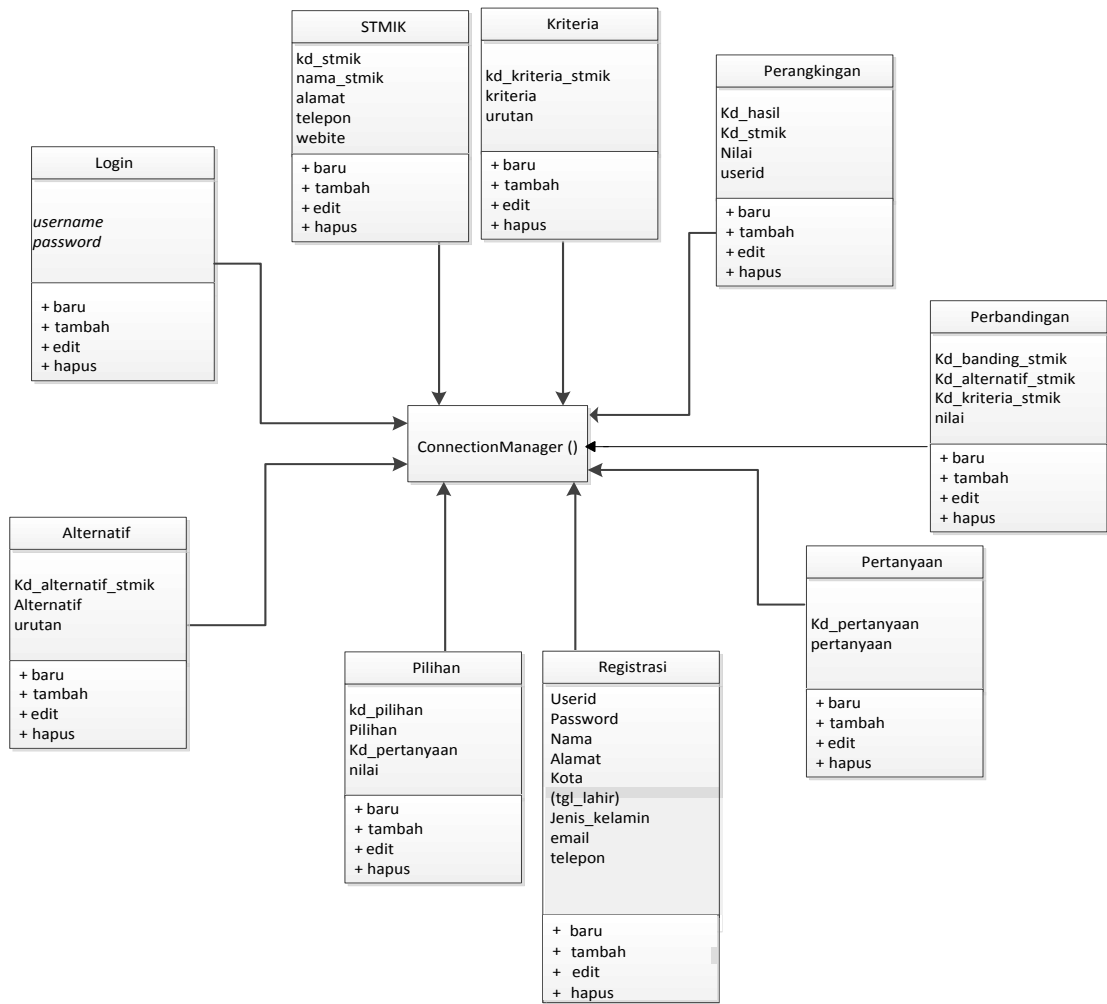 STMIK
kd_stmik
nama_stmik
alamat
telepon
webite
+ baru
+ tambah
+ edit
+ hapus
Kriteria
kd_kriteria_stmik
kriteria
urutan
+ baru
+ tambah
+ edit
+ hapus
Perangkingan
Kd_hasil
Kd_stmik
Nilai
userid
+ baru
+ tambah
+ edit
+ hapus
Login
username
password
+ baru
+ tambah
+ edit
+ hapus
Perbandingan
Kd_banding_stmik
Kd_alternatif_stmik
Kd_kriteria_stmik
nilai
+ baru
+ tambah
+ edit
+ hapus
ConnectionManager ()
Alternatif
Kd_alternatif_stmik
Alternatif
urutan
+ baru
+ tambah
+ edit
+ hapus
Pertanyaan
Kd_pertanyaan
pertanyaan
+ baru
+ tambah
+ edit
+ hapus
Pilihan
kd_pilihan
Pilihan
Kd_pertanyaan
nilai
+ baru
+ tambah
+ edit
+ hapus
Registrasi
Userid
Password
Nama
Alamat
Kota
(tgl_lahir)
Jenis_kelamin
email
telepon
+ baru
+ tambah
+ edit
+ hapus